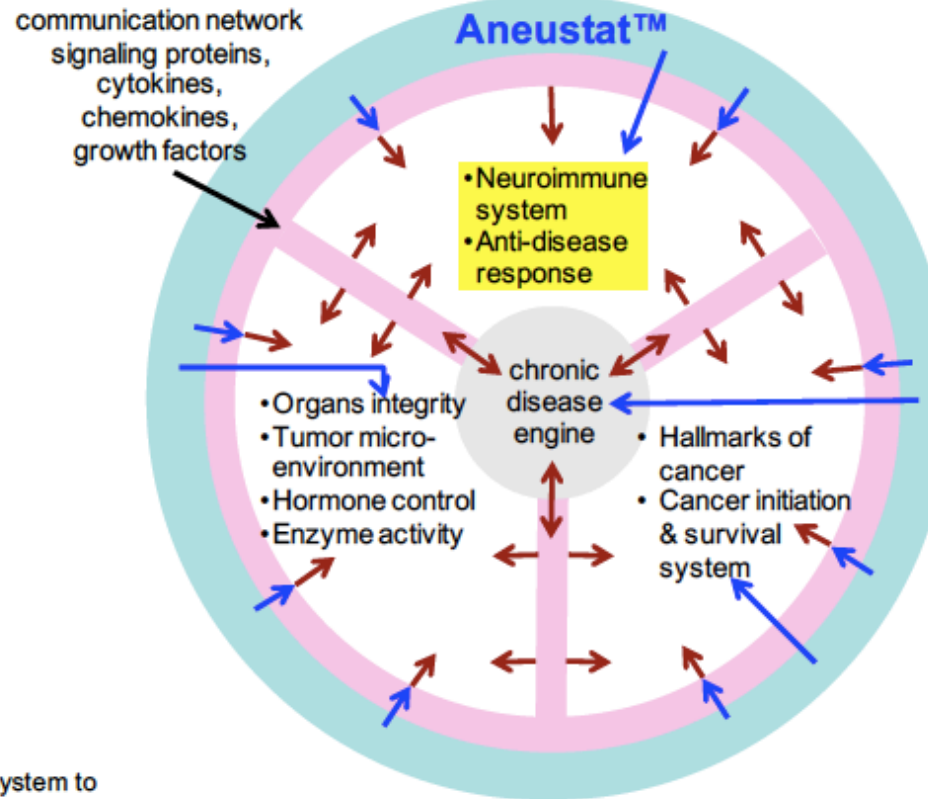 communication network
signaling proteins,
cytokines,
chemokines,
growth factors
Aneustat™
•Neuroimmune
system
•Anti-disease
response
chronic
disease
engine
•Organs integrity
•Tumor micro-
environment
•Hormone control
•Enzyme activity
• Hallmarks of
cancer
• Cancer initiation
& survival
system
ystem to